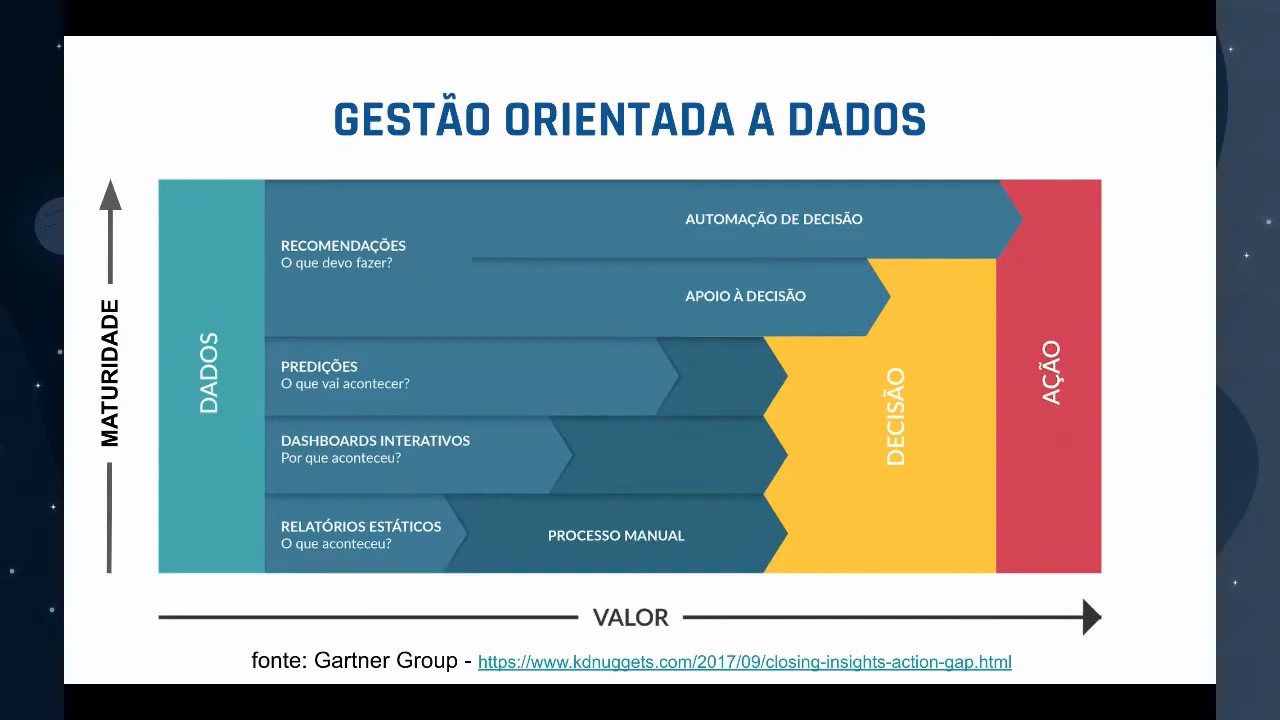 GESTÃO ORIENTADA A DADOS
MATURIDADE
DADOS
AUTOMAÇÃO DE DECISÃO
RECOMENDAÇÕES
O que devo fazer?
APOIO À DECISÃO
PREDIÇÕES
O que vai acontecer?
DASHBOARDS INTERATIVOS
Por que aconteceu?
RELATÓRIOS ESTÁTICOS
O que aconteceu?
PROCESSO MANUAL
DECISÃO
AÇÃO
VALOR
fonte: Gartner Group - https://www.kdnuggets.com/2017/09/closing-insights-action-gap.html